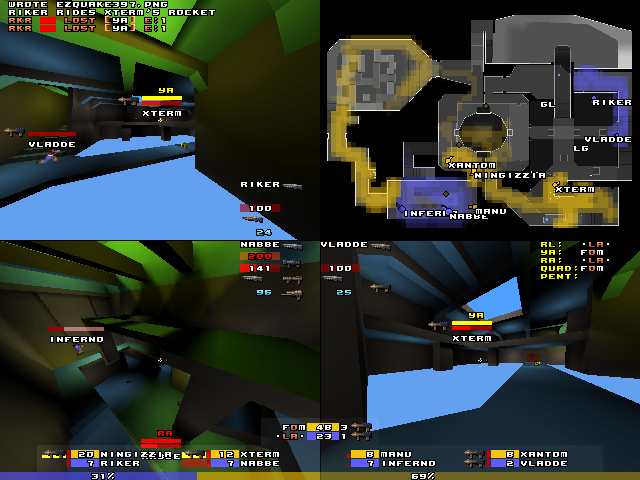 WROTE EZQUAKE397.PNG
RIKER RIDES XTERM'S ROCKET
RKR LOST [YA] E:1
RKR LOST [YA] E:1
YA
XTERM
VLADDE
RIKER
100
24
GL
RIKER
VLADDE
LG
XANTOM
NINGIZZIA
XTERM
MANU
NABBE
NABBE
200
141
96
INFERNO
RA
VLADDE
100
25
RL: ·LA·
YA: FOM
RA: ·LA·
QUAD:FOM
PENT:
YA
XTERM
FOM 48 3
·LA· 23 1
20 NINGIZZIA 12 XTERM
7 RIKER 7 NABBE
8 MANU 8 XANTOM
7 INFERNO 2 VLADDE
31% 69%